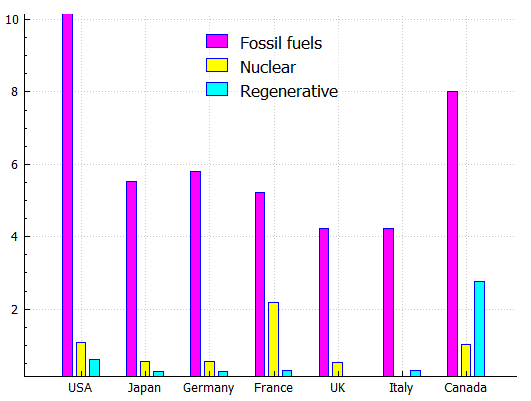 10
Fossil fuels
Nuclear
Regenerative
8
6
4
2
USA Japan Germany France UK Italy Canada